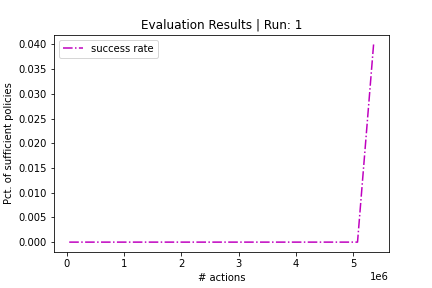 Evaluation Results | Run: 1
success rate
Pct. of sufficient policies
0.040
0.035
0.030
0.025
0.020
0.015
0.010
0.005
0.000
0 1 2 3 4 5
1e6
# actions